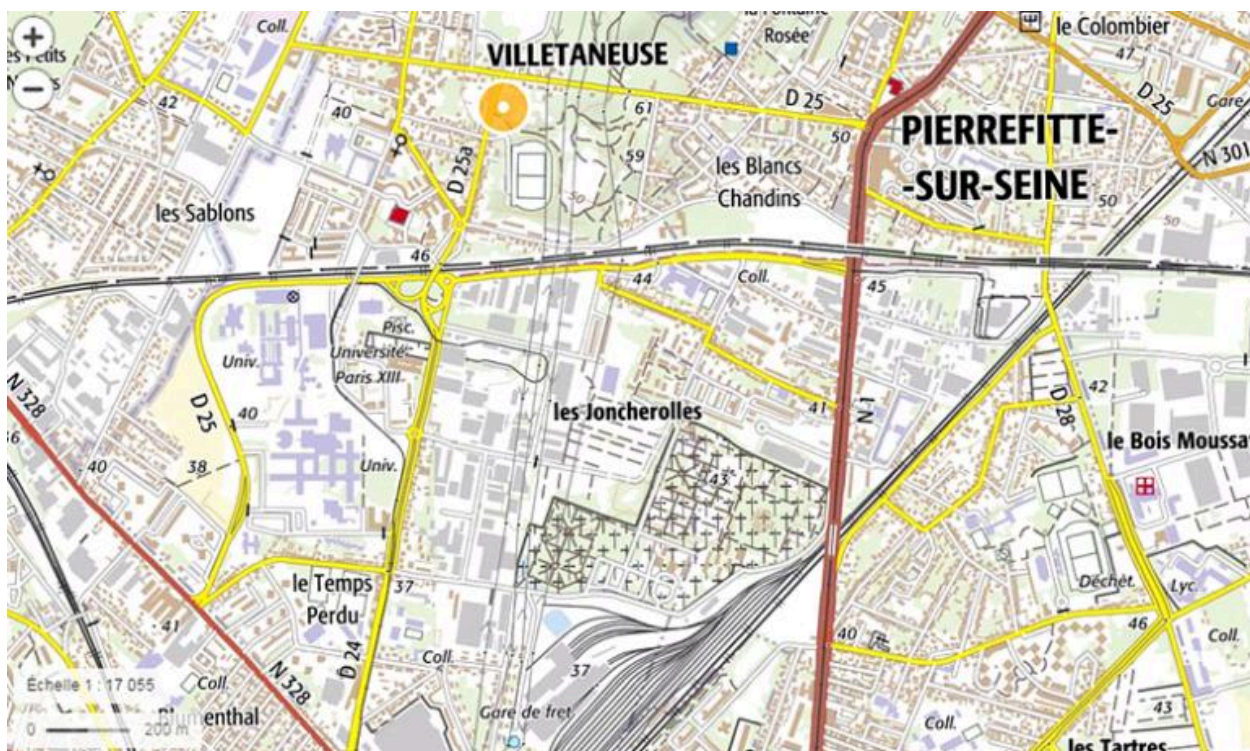 Coll.
Rosée
le Colombier
VILLETANEUSE
47
61
42
40
D 25
D 25
Gare
50
PIERREFITTE-
-SUR-SEINE
N 301
59
les Blancs
Chandins
D 25a
les Sablons
50
50
50
46
44
Coll.
45
Pisc.
Univ.
Université
Paris XIII
N 328
D 25
40
les Joncherolles
41
N 1
42
D 28
le Bois Moussa
40
38
Univ.
43
le Temps
Perdu
37
Déchèt.
Lyc.
41
40
46
Coll.
D 24
Coll.
37
Échelle 1 : 17 055
Coll.
N 328
Gare de fret
0 200 m
Blumenthal
Coll.
43
les Tartres